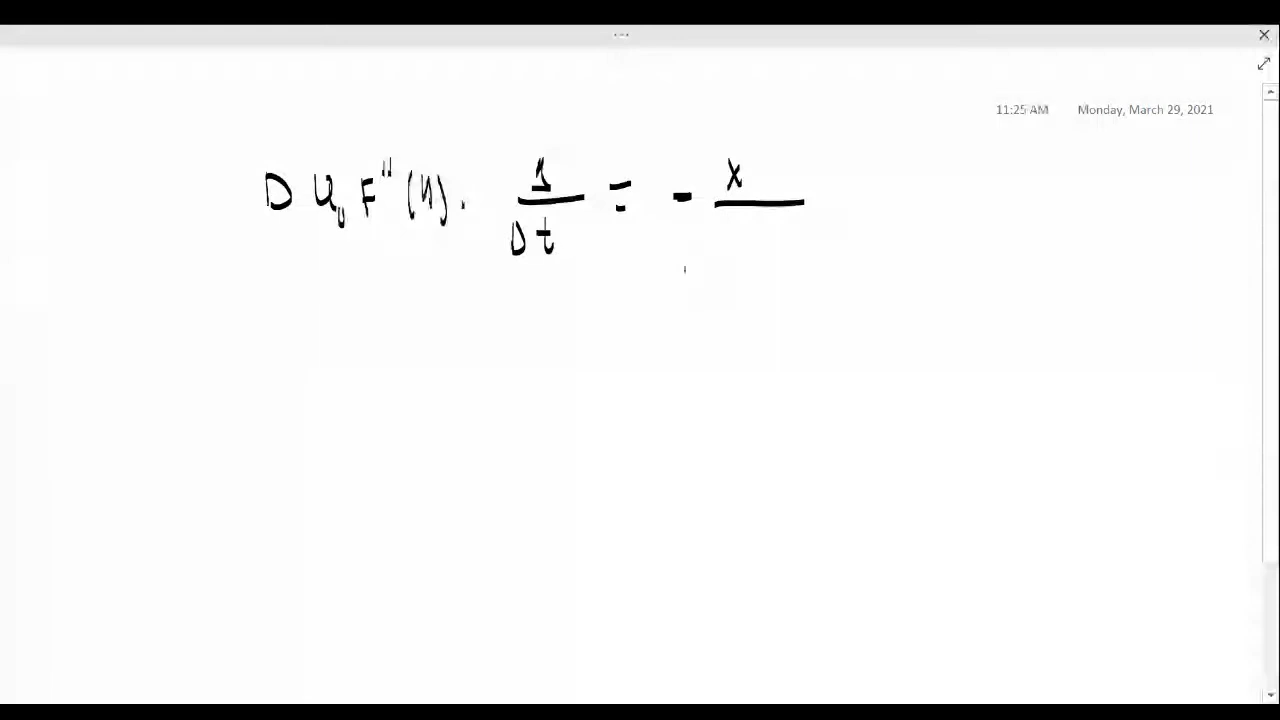 11:25 AM Monday, March 29, 2021
D U₀ F''(η) · 1/Dt = - x/